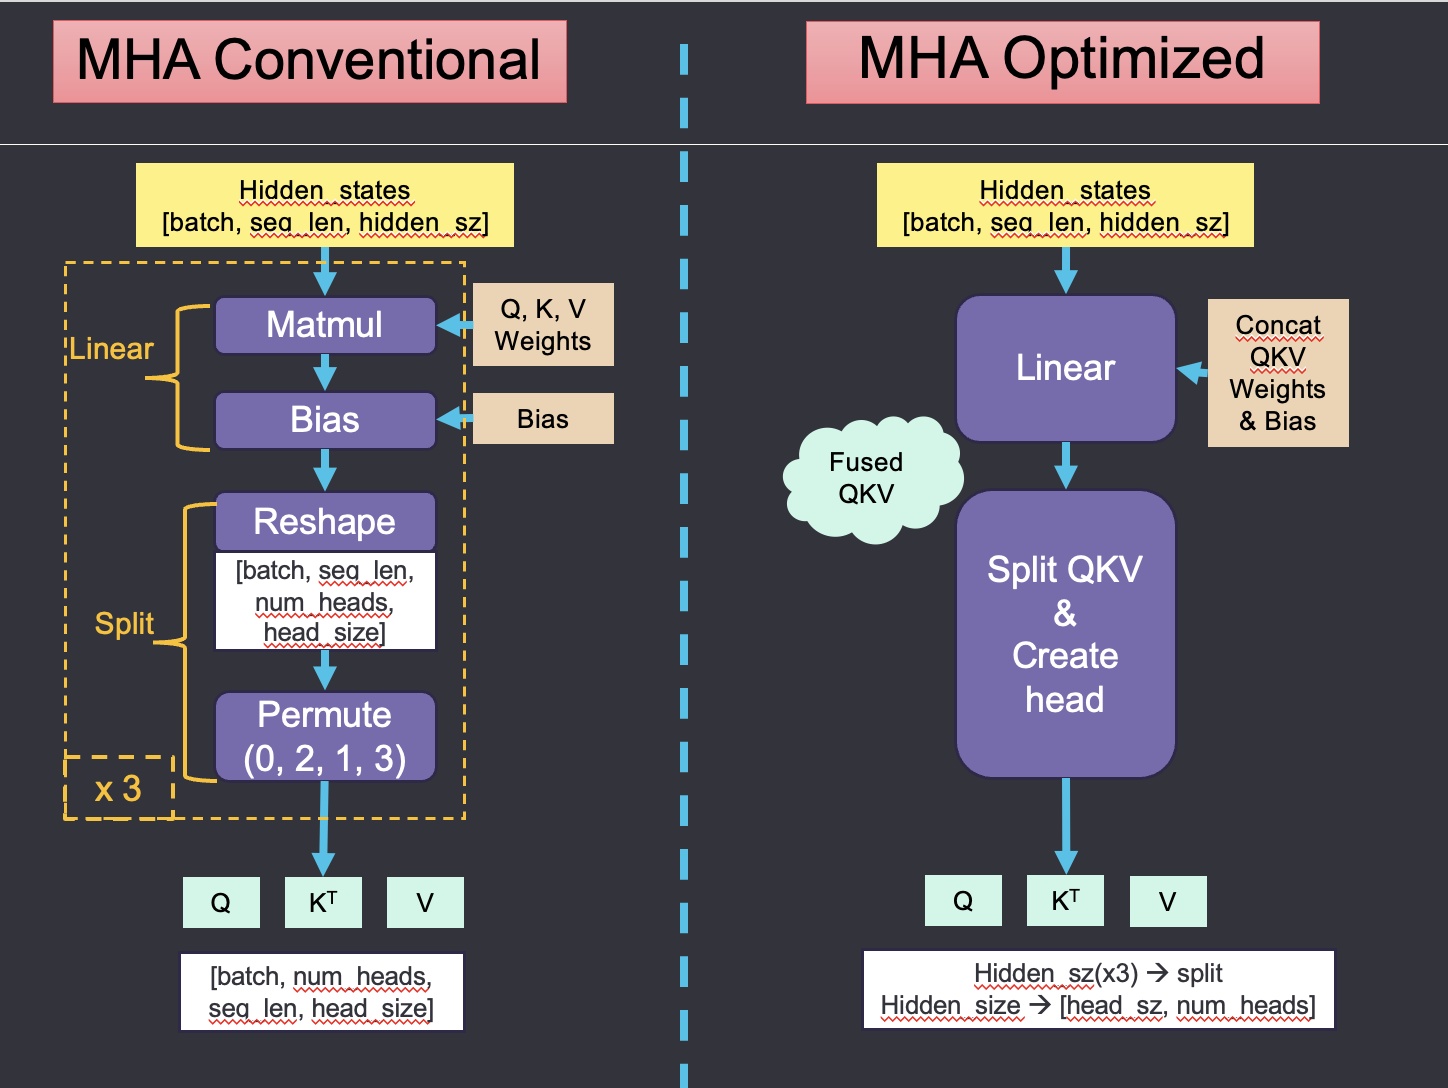 MHA Conventional
Hidden_states
[batch, seq_len, hidden_sz]
Linear
Matmul
Q, K, V
Weights
Bias
Bias
Split
Reshape
[batch, seq_len,
num_heads,
head_size]
Permute
(0, 2, 1, 3)
x 3
Q
Kᵀ
V
[batch, num_heads,
seq_len, head_size]
MHA Optimized
Hidden_states
[batch, seq_len, hidden_sz]
Linear
Concat
QKV
Weights
& Bias
Fused
QKV
Split QKV
&
Create
head
Q
Kᵀ
V
Hidden_sz(x3) → split
Hidden_size → [head_sz, num_heads]